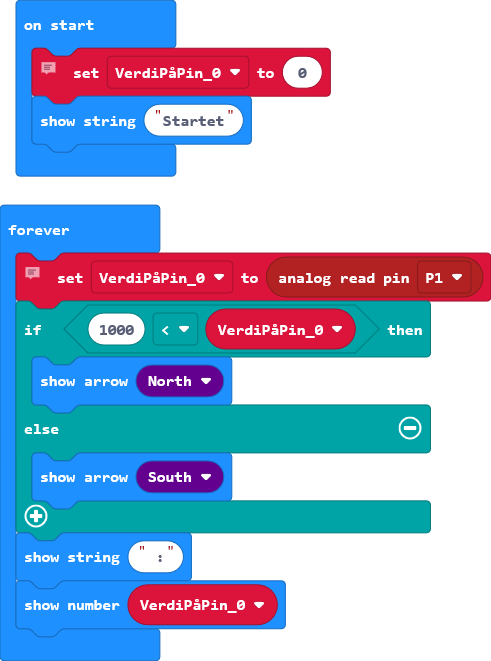 on start
set VerdiPåPin_0 to 0
show string "Startet"
forever
set VerdiPåPin_0 to analog read pin P1
if 1000 < VerdiPåPin_0 then
show arrow North
else
show arrow South
show string " :"
show number VerdiPåPin_0